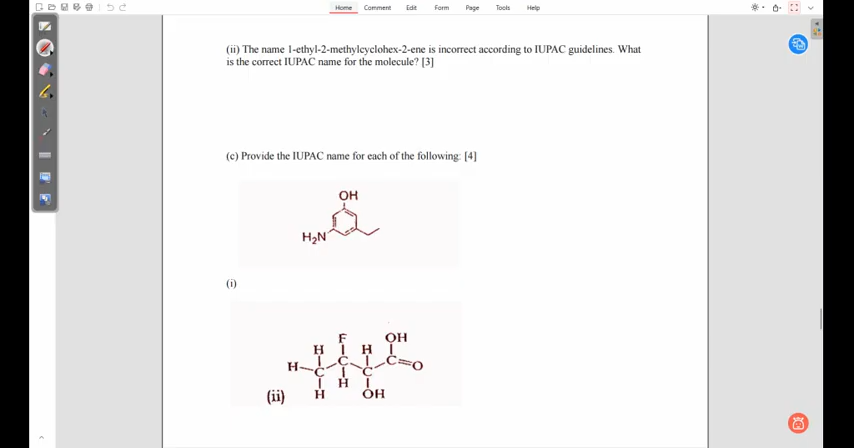 Home Comment Edit Form Page Tools Help
(ii) The name 1-ethyl-2-methylcyclohex-2-ene is incorrect according to IUPAC guidelines. What
is the correct IUPAC name for the molecule? [3]
(c) Provide the IUPAC name for each of the following: [4]
OH
H₂N
(i)
F OH
H H
H C C C C O
H H OH
(ii)